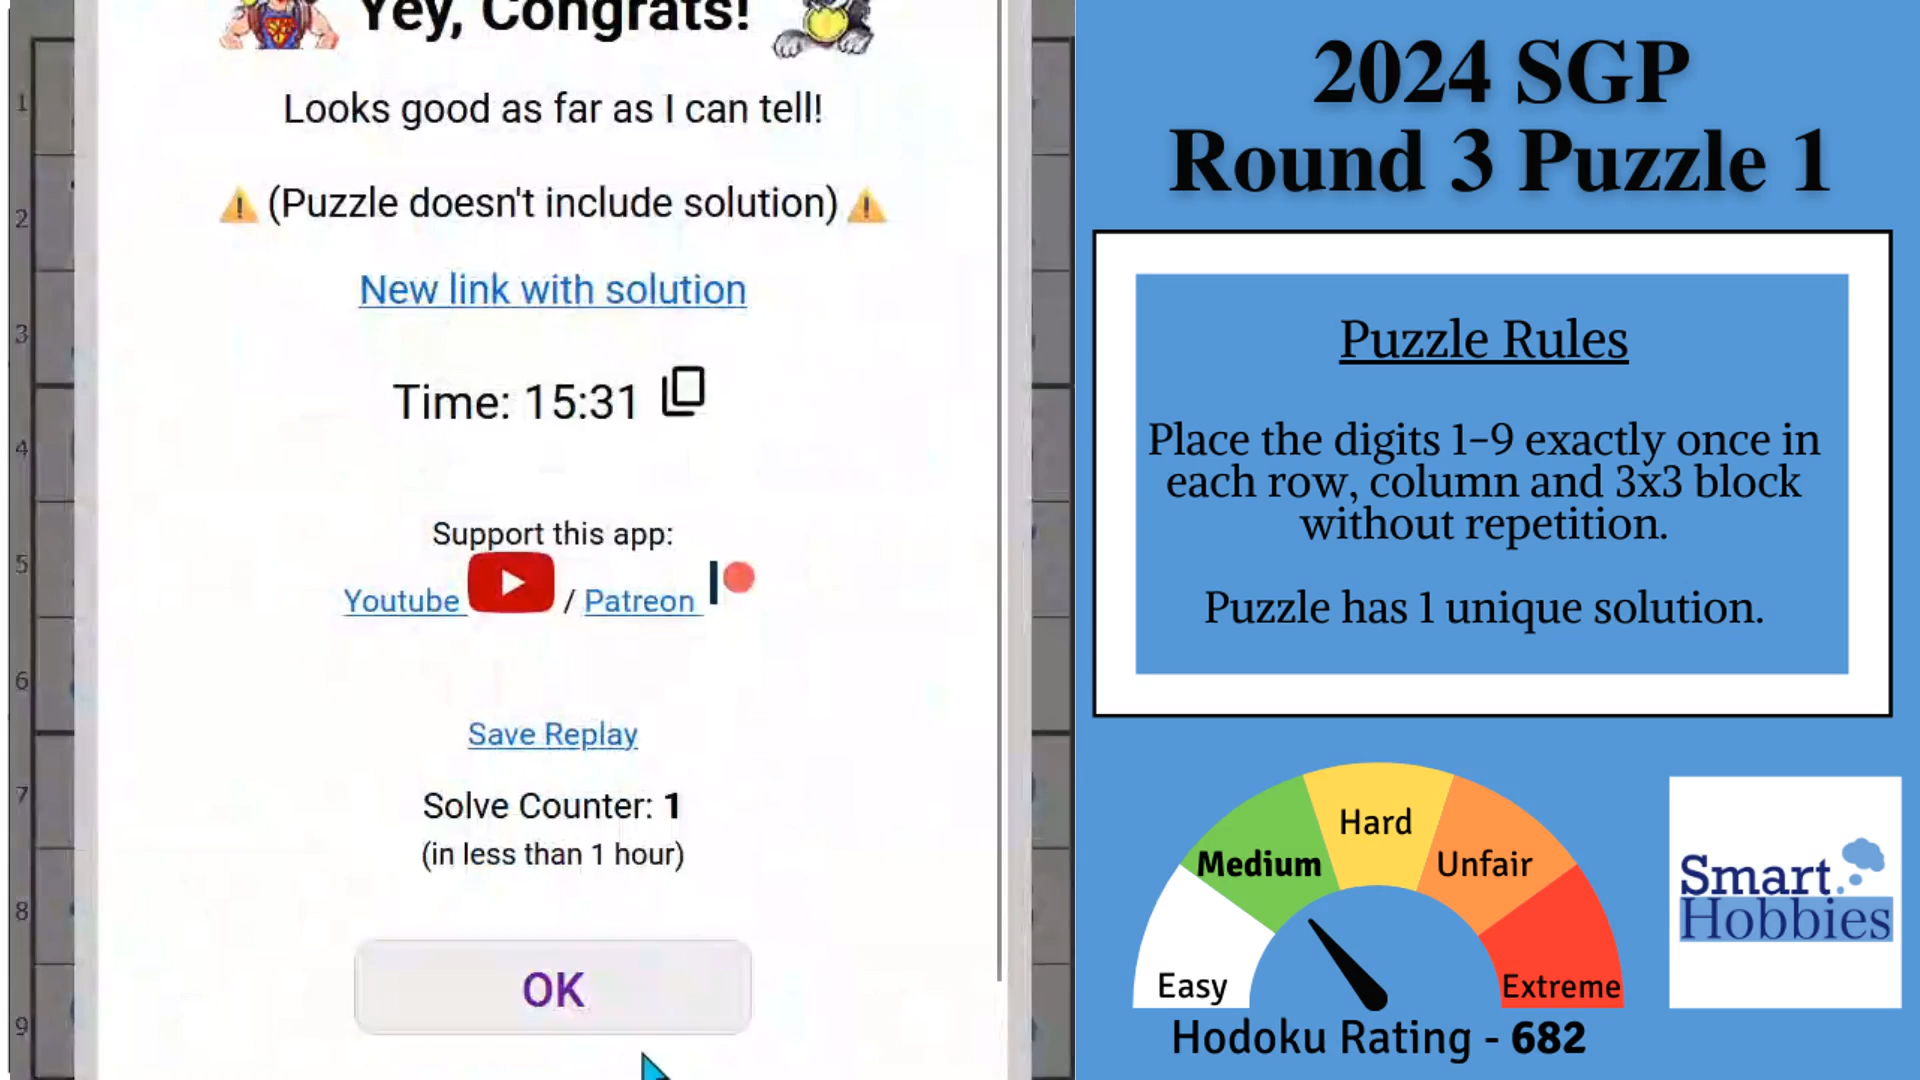 Yey, Congrats!
Looks good as far as I can tell!
(Puzzle doesn't include solution)
New link with solution
Time: 15:31
Support this app:
Youtube / Patreon
Save Replay
Solve Counter: 1
(in less than 1 hour)
OK
1
2
3
4
5
6
7
8
9
2024 SGP
Round 3 Puzzle 1
Puzzle Rules
Place the digits 1-9 exactly once in
each row, column and 3x3 block
without repetition.
Puzzle has 1 unique solution.
Easy
Medium
Hard
Unfair
Extreme
Hodoku Rating - 682
Smart
Hobbies